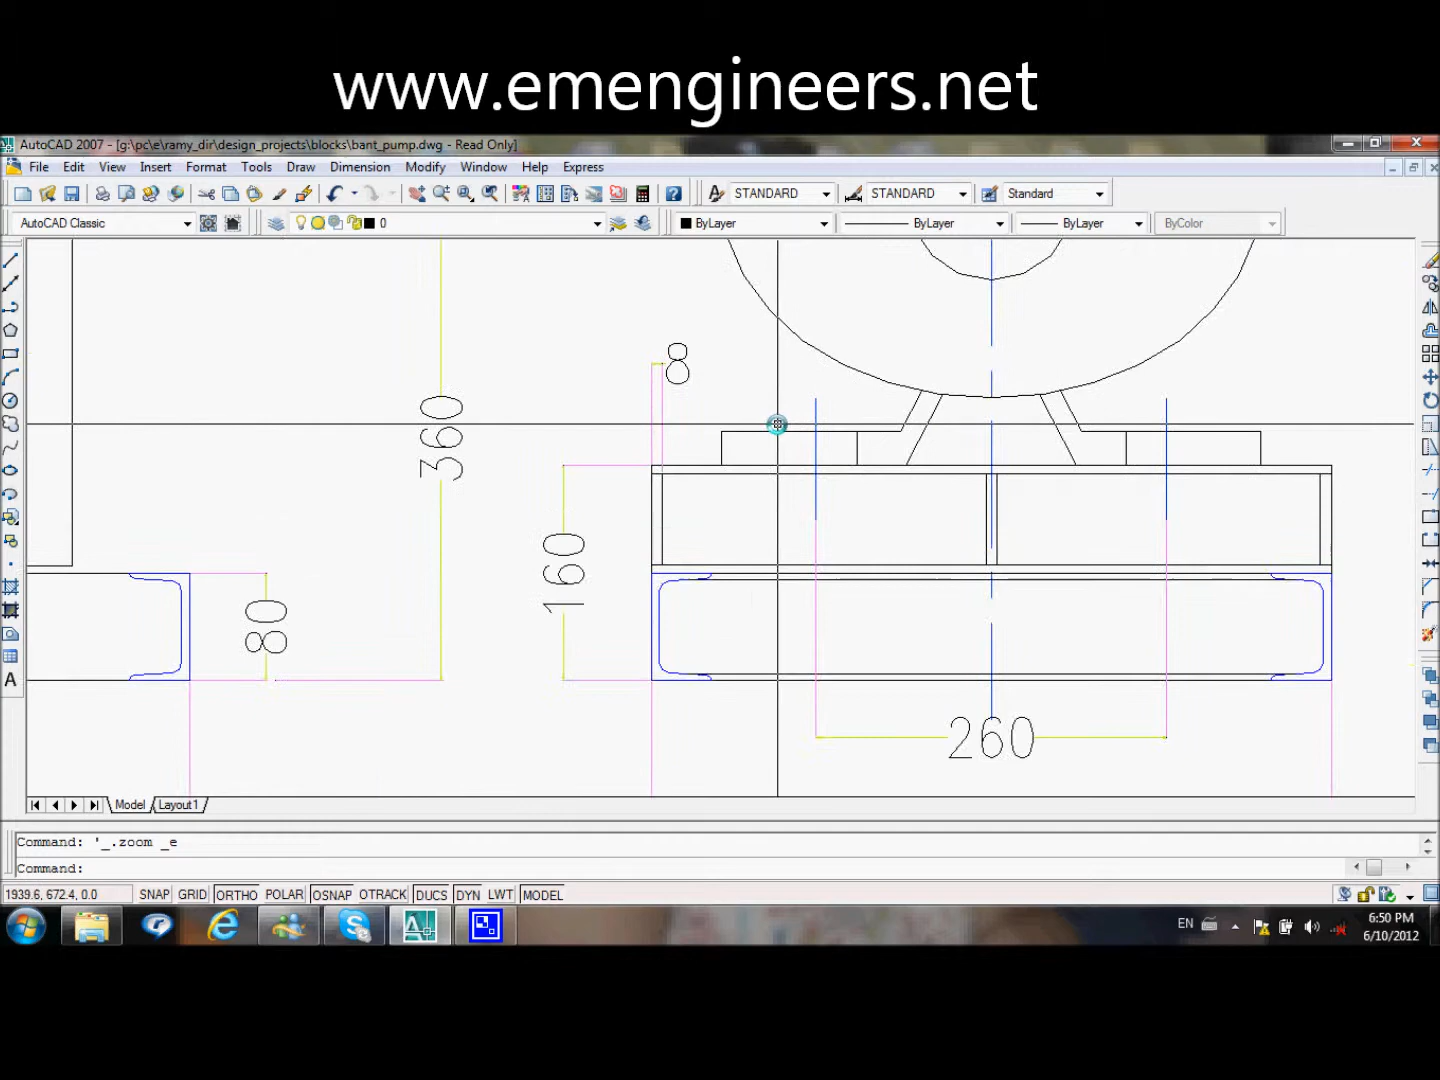 www.emengineers.net
AutoCAD 2007 - [g:\pc\e\ramy_dir\design_projects\blocks\bant_pump.dwg - Read Only]
File Edit View Insert Format Tools Draw Dimension Modify Window Help Express
STANDARD STANDARD Standard
AutoCAD Classic 0 ByLayer ByLayer ByLayer ByColor
8
360
160
80
260
Model Layout1
Command: '_.zoom _e
Command:
1939.6, 672.4, 0.0 SNAP GRID ORTHO POLAR OSNAP OTRACK DUCS DYN LWT MODEL
EN 6:50 PM
6/10/2012